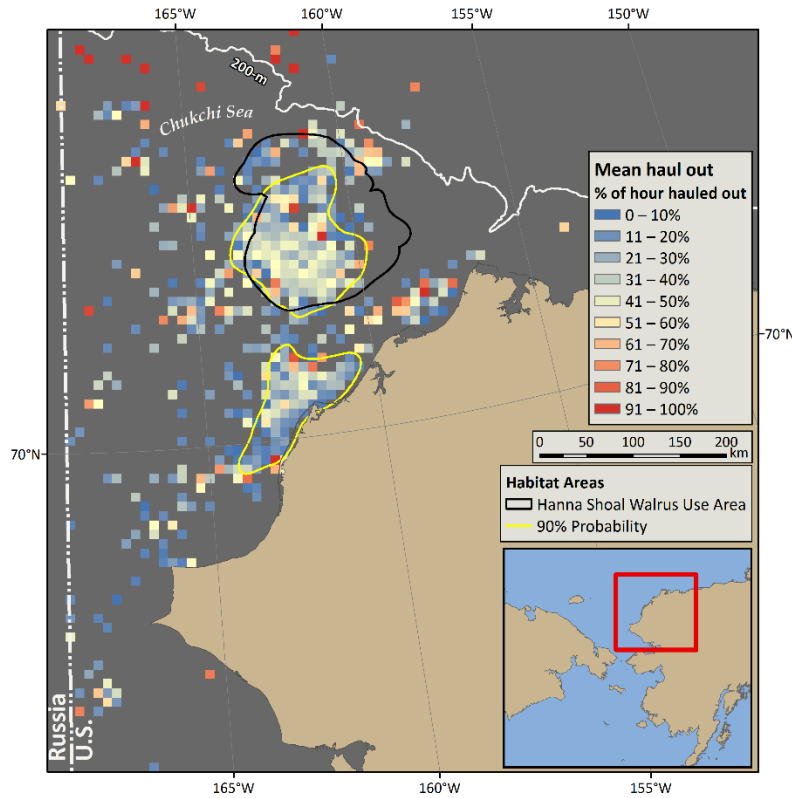 165°W
160°W
155°W
150°W
200-m
Chukchi Sea
Mean haul out
% of hour hauled out
0 – 10%
11 – 20%
21 – 30%
31 – 40%
41 – 50%
51 – 60%
61 – 70%
71 – 80%
81 – 90%
91 – 100%
70°N
0 50 100 150 200
km
70°N
Habitat Areas
Hanna Shoal Walrus Use Area
90% Probability
Russia
U.S.
165°W
160°W
155°W